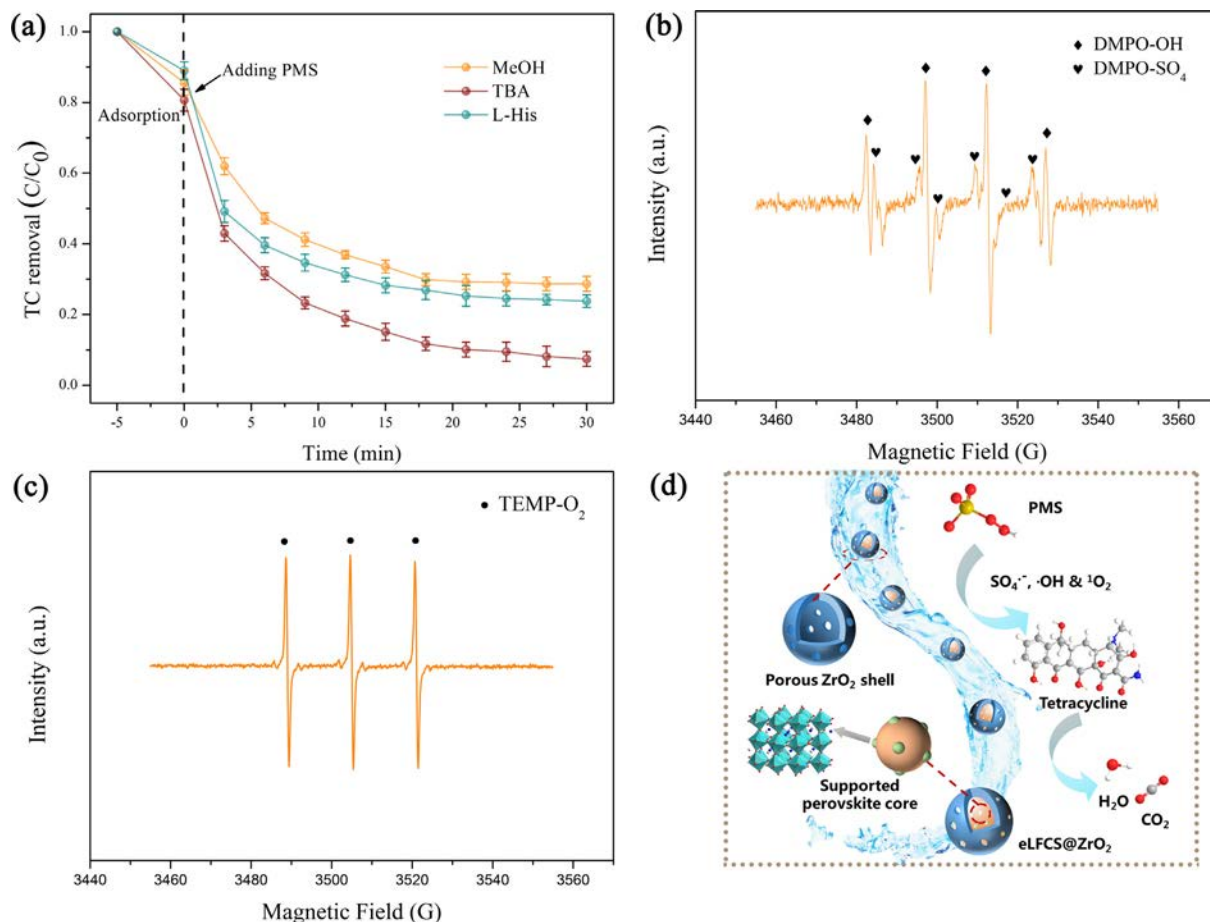 (a)
TC removal (C/C₀)
1.0
0.8
0.6
0.4
0.2
0.0
Adsorption
Adding PMS
MeOH
TBA
L-His
-5 0 5 10 15 20 25 30
Time (min)
(b)
Intensity (a.u.)
♦ DMPO-OH
♥ DMPO-SO₄
3440 3460 3480 3500 3520 3540 3560
Magnetic Field (G)
(c)
Intensity (a.u.)
• TEMP-O₂
3440 3460 3480 3500 3520 3540 3560
Magnetic Field (G)
(d)
PMS
SO₄·⁻, ·OH & ¹O₂
Porous ZrO₂ shell
Tetracycline
Supported
perovskite core
H₂O
CO₂
eLFCS@ZrO₂